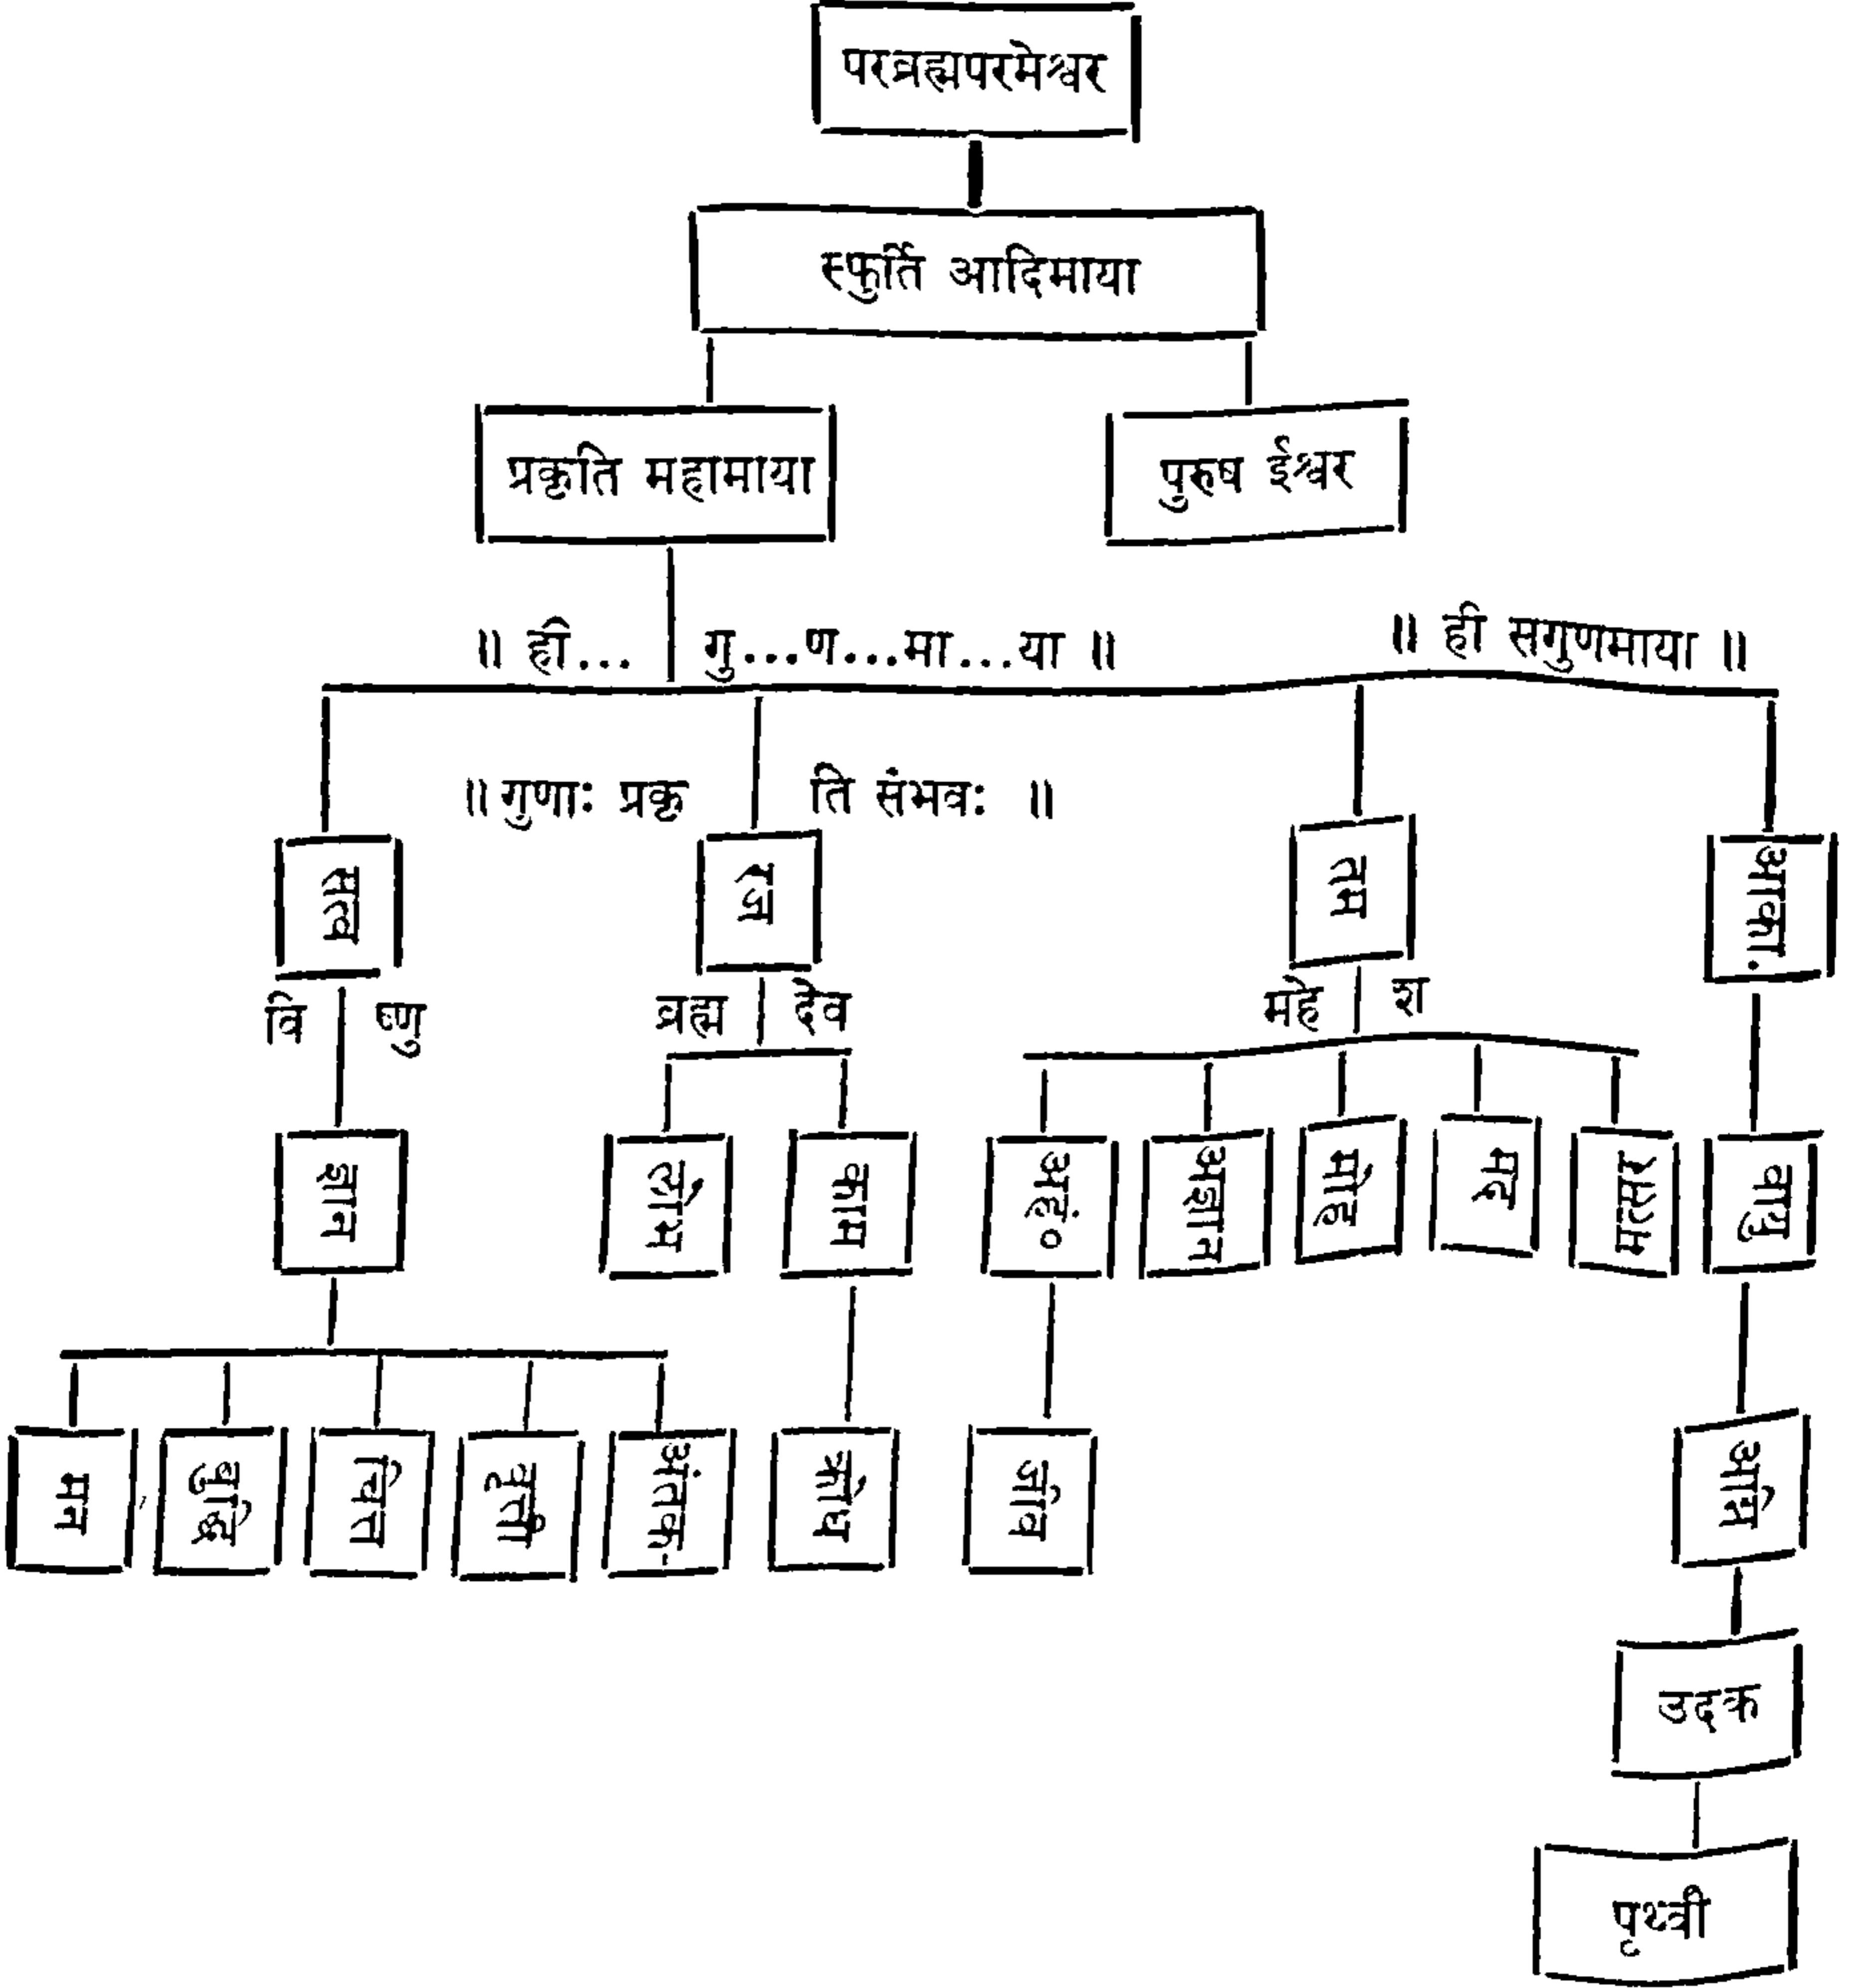 परब्रह्मपरमेश्वर
स्फुर्ति आदिमाया
प्रकृति महामाया
पुरुष ईश्वर
॥ ही... गु...ण...मा...या ॥
॥ ही सगुणमाया ॥
॥ गुणाः प्रकृ ति संभवः ॥
सत्व
रज
तम
आका.
वि ष्णु
ब्रह्म देव
महे श
ज्ञान
लोभ
काम
अहं०
अज्ञान
मोह
मद
मत्सर
वायु
मन
बुद्धि
चित्त
वृत्ती
अंतक-
क्रोध
जीव
अग्नि
उदक
पृथ्वी